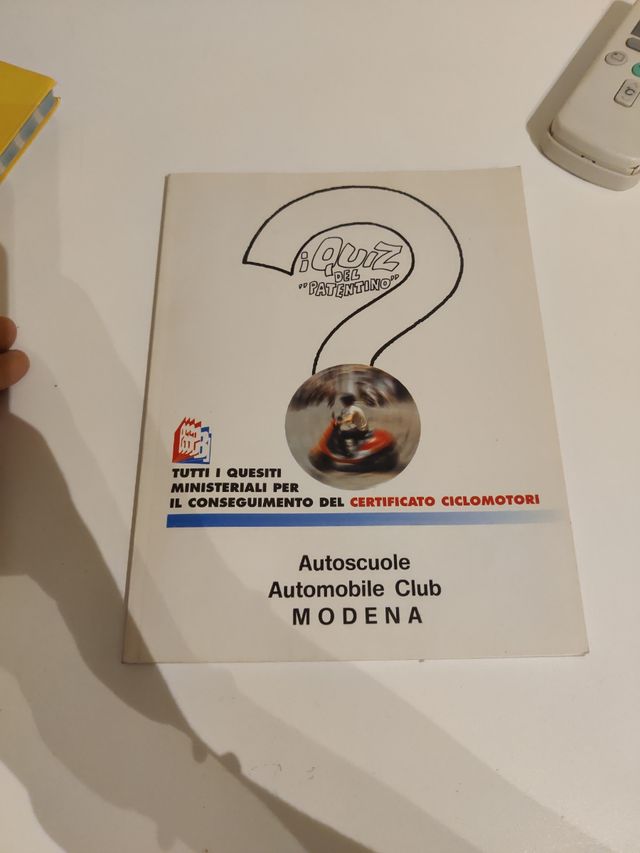 i QUIZ
DEL
"PATENTINO"
TUTTI I QUESITI
MINISTERIALI PER
IL CONSEGUIMENTO DEL CERTIFICATO CICLOMOTORI
Autoscuole
Automobile Club
MODENA